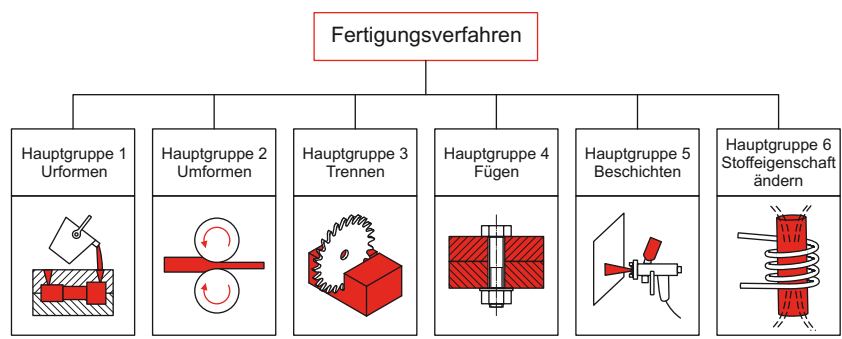 Fertigungsverfahren
Hauptgruppe 1
Urformen
Hauptgruppe 2
Umformen
Hauptgruppe 3
Trennen
Hauptgruppe 4
Fügen
Hauptgruppe 5
Beschichten
Hauptgruppe 6
Stoffeigenschaft
ändern